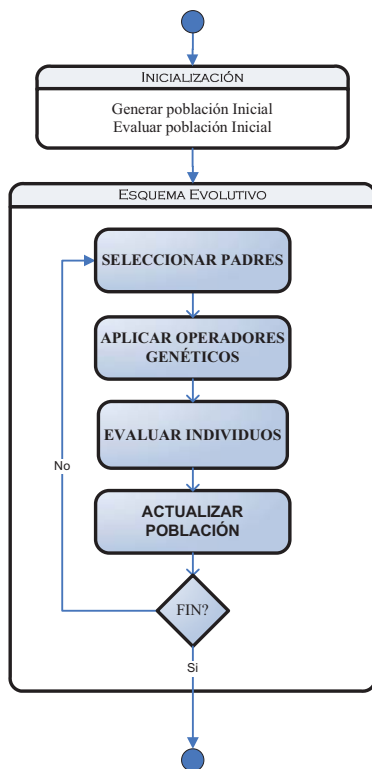 INICIALIZACIÓN
Generar población Inicial
Evaluar población Inicial
ESQUEMA EVOLUTIVO
SELECCIONAR PADRES
APLICAR OPERADORES
GENÉTICOS
EVALUAR INDIVIDUOS
No
ACTUALIZAR
POBLACIÓN
FIN?
Si